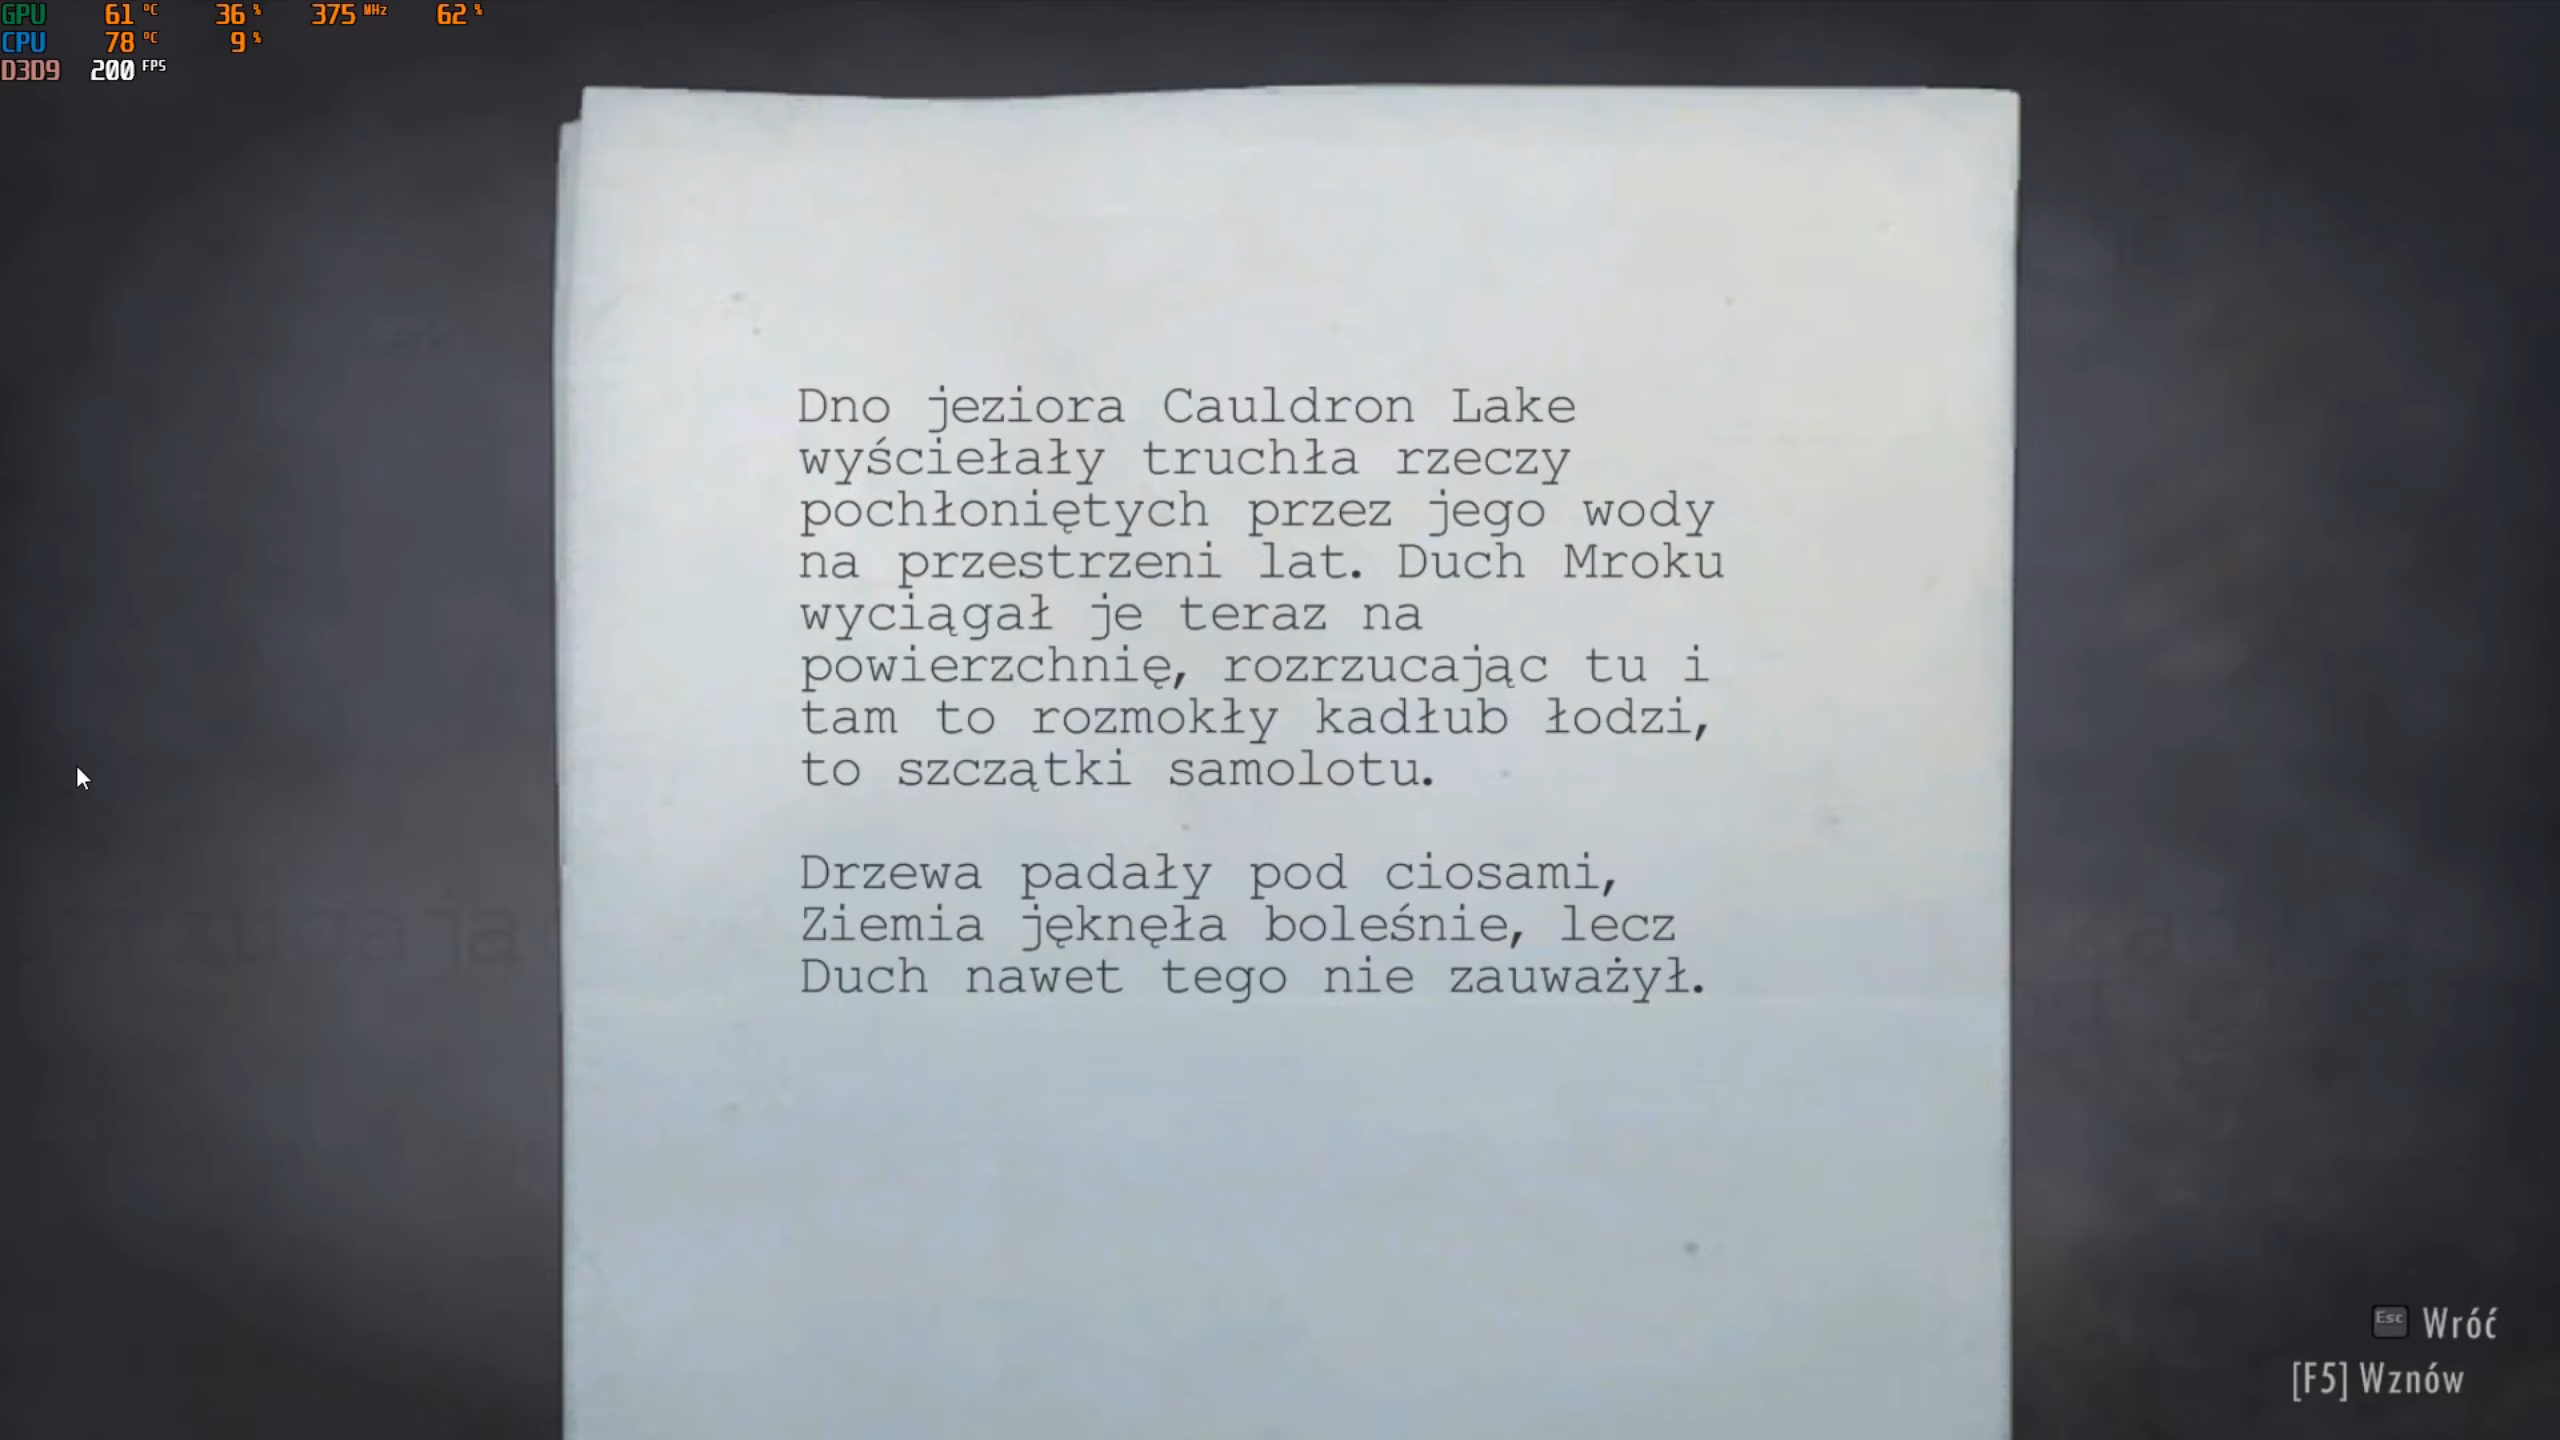 GPU 61 °C 36 % 375 MHz 62 %
CPU 78 °C 9 %
D3D9 200 FPS
Dno jeziora Cauldron Lake
wyściełały truchła rzeczy
pochłoniętych przez jego wody
na przestrzeni lat. Duch Mroku
wyciągał je teraz na
powierzchnię, rozrzucając tu i
tam to rozmokły kadłub łodzi,
to szczątki samolotu.
Drzewa padały pod ciosami,
Ziemia jęknęła boleśnie, lecz
Duch nawet tego nie zauważył.
Esc Wróć
[F5] Wznów